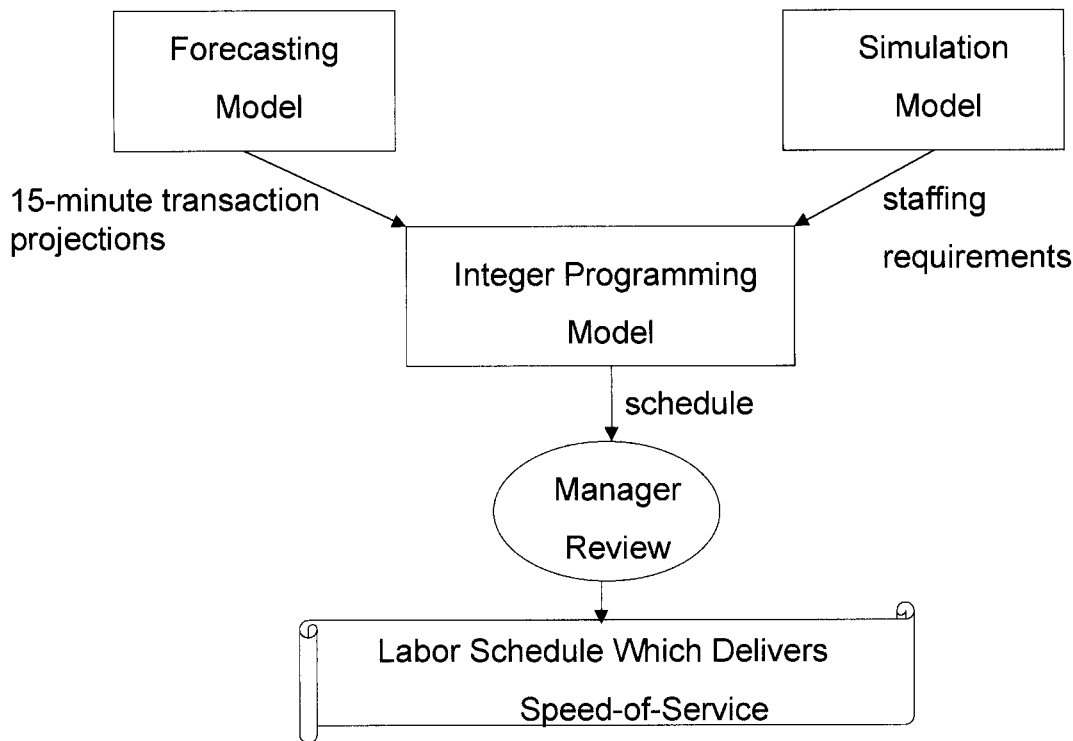 Forecasting
Model
Simulation
Model
15-minute transaction
projections
staffing
requirements
Integer Programming
Model
schedule
Manager
Review
Labor Schedule Which Delivers
Speed-of-Service